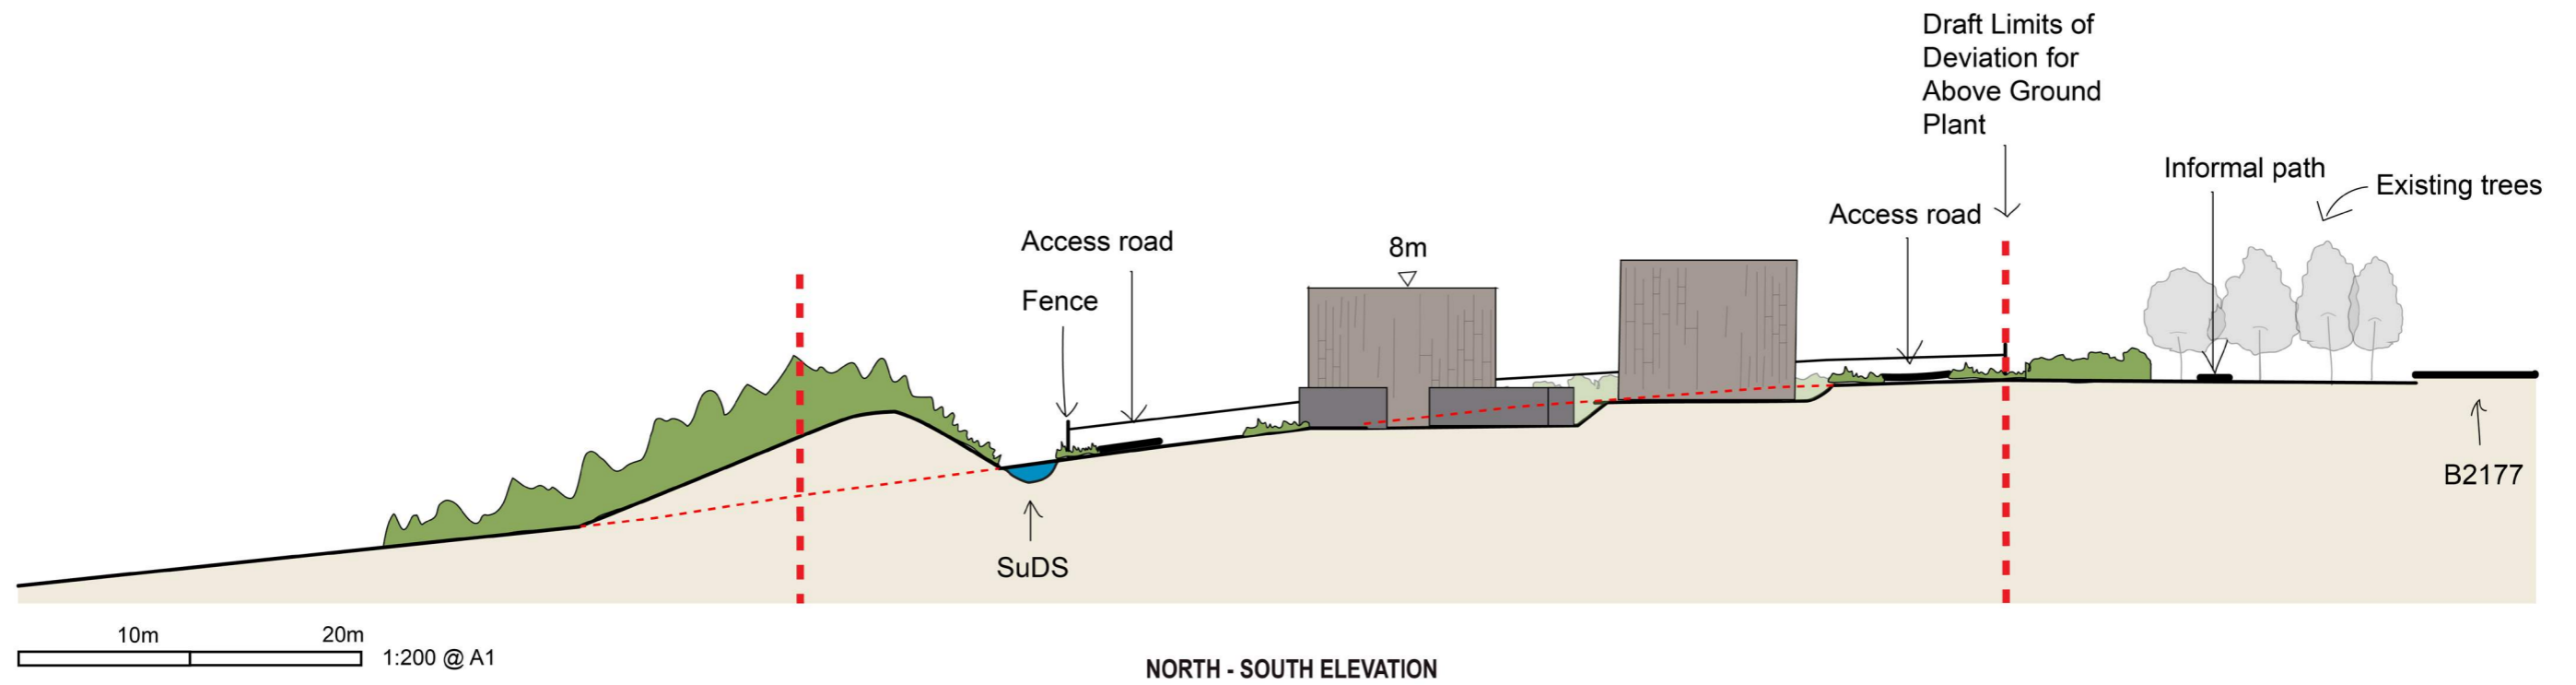 Draft Limits of
Deviation for
Above Ground
Plant
Informal path
Existing trees
Access road
Access road
8m
Fence
B2177
SuDS
10m
20m
1:200 @ A1
NORTH - SOUTH ELEVATION